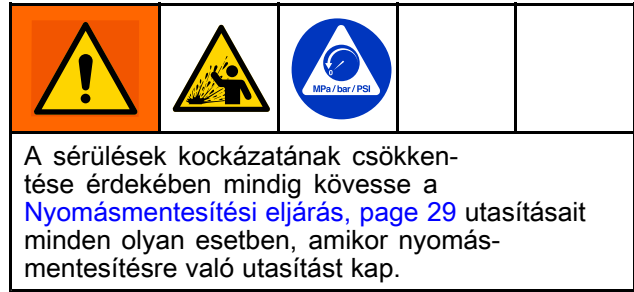 0
MPa/bar/PSI
A sérülések kockázatának csökken-
tése érdekében mindig kövesse a
Nyomásmentesítési eljárás, page 29 utasításait
minden olyan esetben, amikor nyomás-
mentesítésre való utasítást kap.